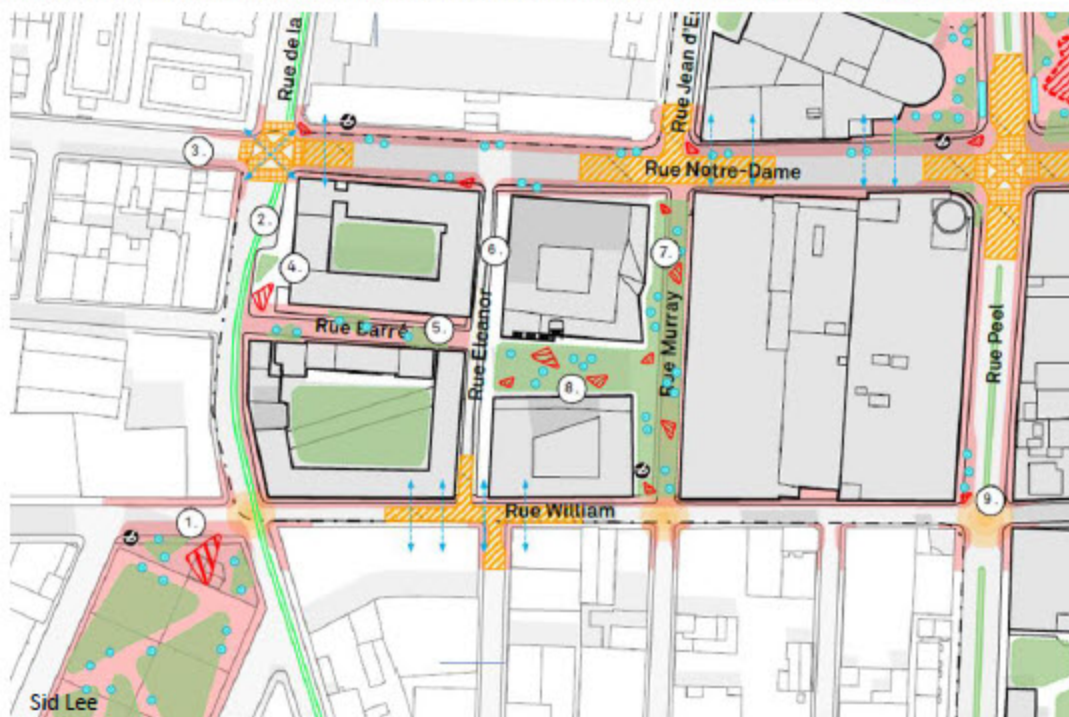 Rue de la
Rue Jean d'Es
3.
Rue Notre-Dame
2.
4.
6.
7.
Rue Barré
5.
Rue Eleanor
Rue Murray
Rue Peel
8.
9.
Rue William
1.
Sid Lee